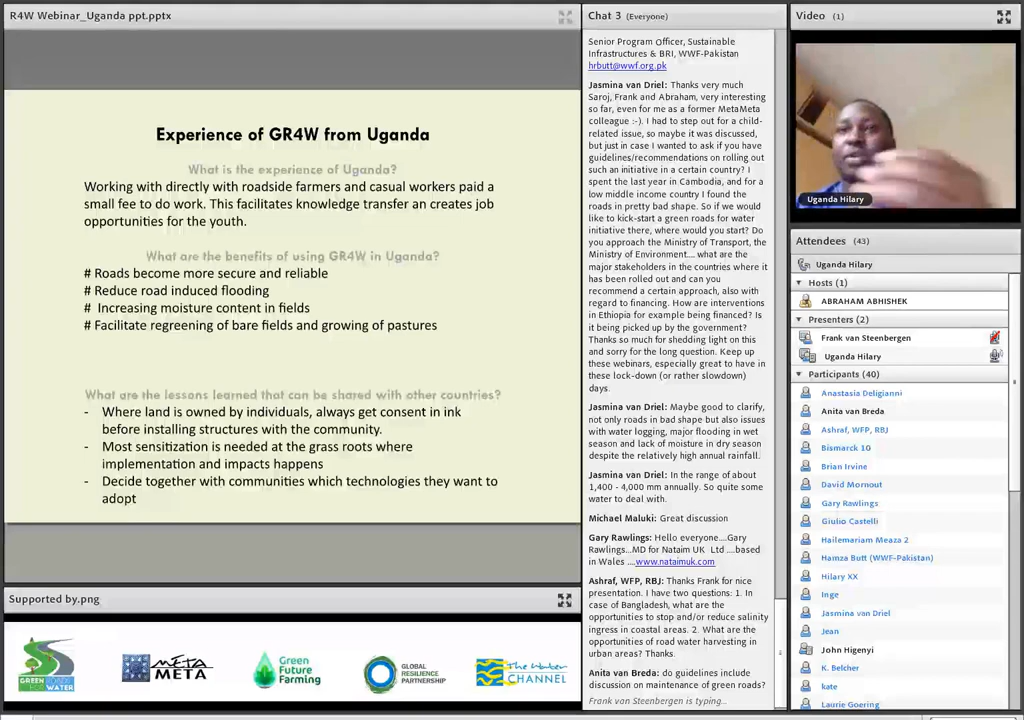 R4W Webinar_Uganda ppt.pptx
Experience of GR4W from Uganda
What is the experience of Uganda?
Working with directly with roadside farmers and casual workers paid a
small fee to do work. This facilitates knowledge transfer an creates job
opportunities for the youth.
What are the benefits of using GR4W in Uganda?
# Roads become more secure and reliable
# Reduce road induced flooding
# Increasing moisture content in fields
# Facilitate regreening of bare fields and growing of pastures
What are the lessons learned that can be shared with other countries?
- Where land is owned by individuals, always get consent in ink
before installing structures with the community.
- Most sensitization is needed at the grass roots where
implementation and impacts happens
- Decide together with communities which technologies they want to
adopt
Supported by.png
GREEN ROADS
FOR WATER
META
META
Green
Future
Farming
GLOBAL
RESILIENCE
PARTNERSHIP
The Water
CHANNEL
Chat 3 (Everyone)
Senior Program Officer, Sustainable
Infrastructures & BRI, WWF-Pakistan
hrbutt@wwf.org.pk
Jasmina van Driel: Thanks very much
Saroj, Frank and Abraham, very interesting
so far, even for me as a former MetaMeta
colleague :-). I had to step out for a child-
related issue, so maybe it was discussed,
but just in case I wanted to ask if you have
guidelines/recommendations on rolling out
such an initiative in a certain country? I
spent the last year in Cambodia, and for a
low middle income country I found the
roads in pretty bad shape. So if we would
like to kick-start a green roads for water
initiative there, where would you start? Do
you approach the Ministry of Transport, the
Ministry of Environment.... what are the
major stakeholders in the countries where it
has been rolled out and can you
recommend a certain approach, also with
regard to financing. How are interventions
in Ethiopia for example being financed? Is
it being picked up by the government?
Thanks so much for shedding light on this
and sorry for the long question. Keep up
these webinars, especially great to have in
these lock-down (or rather slowdown)
days.
Jasmina van Driel: Maybe good to clarify,
not only roads in bad shape but also issues
with water logging, major flooding in wet
season and lack of moisture in dry season
despite the relatively high annual rainfall.
Jasmina van Driel: In the range of about
1,400 - 4,000 mm annually. So quite some
water to deal with.
Michael Maluki: Great discussion
Gary Rawlings: Hello everyone....Gary
Rawlings...MD for Nataim UK Ltd ....based
in Wales ....www.nataimuk.com
Ashraf, WFP, RBJ: Thanks Frank for nice
presentation. I have two questions: 1. In
case of Bangladesh, what are the
opportunities to stop and/or reduce salinity
ingress in coastal areas. 2. What are the
opportunities of road water harvesting in
urban areas? Thanks.
Anita van Breda: do guidelines include
discussion on maintenance of green roads?
Frank van Steenbergen is typing...
Video (1)
Uganda Hilary
Attendees (43)
Uganda Hilary
Hosts (1)
ABRAHAM ABHISHEK
Presenters (2)
Frank van Steenbergen
Uganda Hilary
Participants (40)
Anastasia Deligianni
Anita van Breda
Ashraf, WFP, RBJ
Bismarck 10
Brian Irvine
David Mornout
Gary Rawlings
Giulio Castelli
Hailemariam Meaza 2
Hamza Butt (WWF-Pakistan)
Hilary XX
Inge
Jasmina van Driel
Jean
John Higenyi
K. Belcher
kate
Laurie Goering